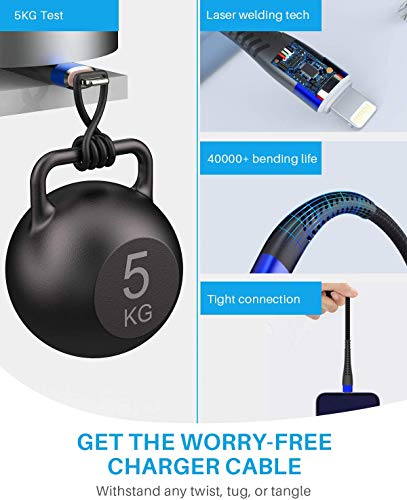 5KG Test
Laser welding tech
5
KG
40000+ bending life
Tight connection
GET THE WORRY-FREE
CHARGER CABLE
Withstand any twist, tug, or tangle